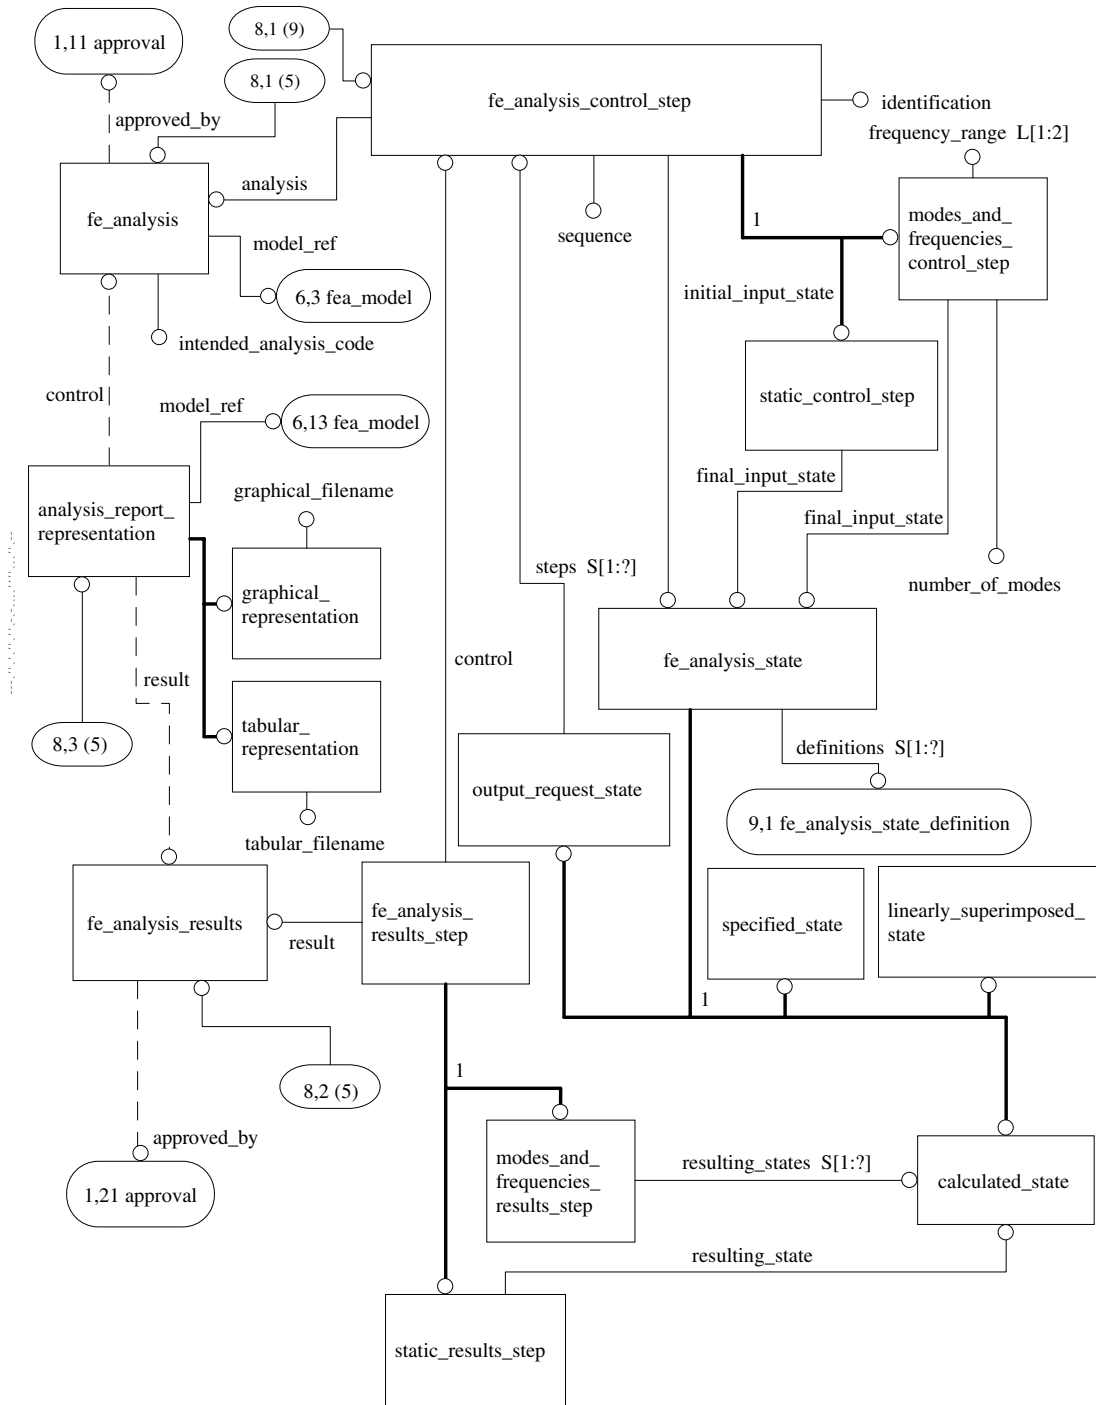 8,1 (9)
1,11 approval
8,1 (5)
fe_analysis_control_step
identification
approved_by
frequency_range L[1:2]
analysis
fe_analysis
model_ref
sequence
1
modes_and_
frequencies_
control_step
6,3 fea_model
initial_input_state
intended_analysis_code
control
model_ref
6,13 fea_model
static_control_step
final_input_state
graphical_filename
analysis_report_
representation
final_input_state
steps S[1:?]
number_of_modes
graphical_
representation
control
fe_analysis_state
result
8,3 (5)
tabular_
representation
definitions S[1:?]
output_request_state
9,1 fe_analysis_state_definition
tabular_filename
fe_analysis_results
result
fe_analysis_
results_step
specified_state
linearly_superimposed_
state
1
1
8,2 (5)
approved_by
1,21 approval
modes_and_
frequencies_
results_step
resulting_states S[1:?]
calculated_state
resulting_state
static_results_step